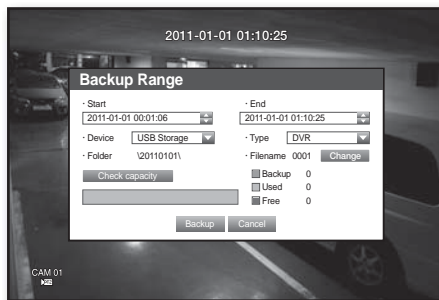 2011-01-01 01:10:25
Backup Range
· Start
· End
2011-01-01 00:01:06
2011-01-01 01:10:25
· Device USB Storage
· Type DVR
· Folder \20110101\
· Filename 0001 Change
Check capacity
Backup 0
Used 0
Free 0
Backup Cancel
CAM 01